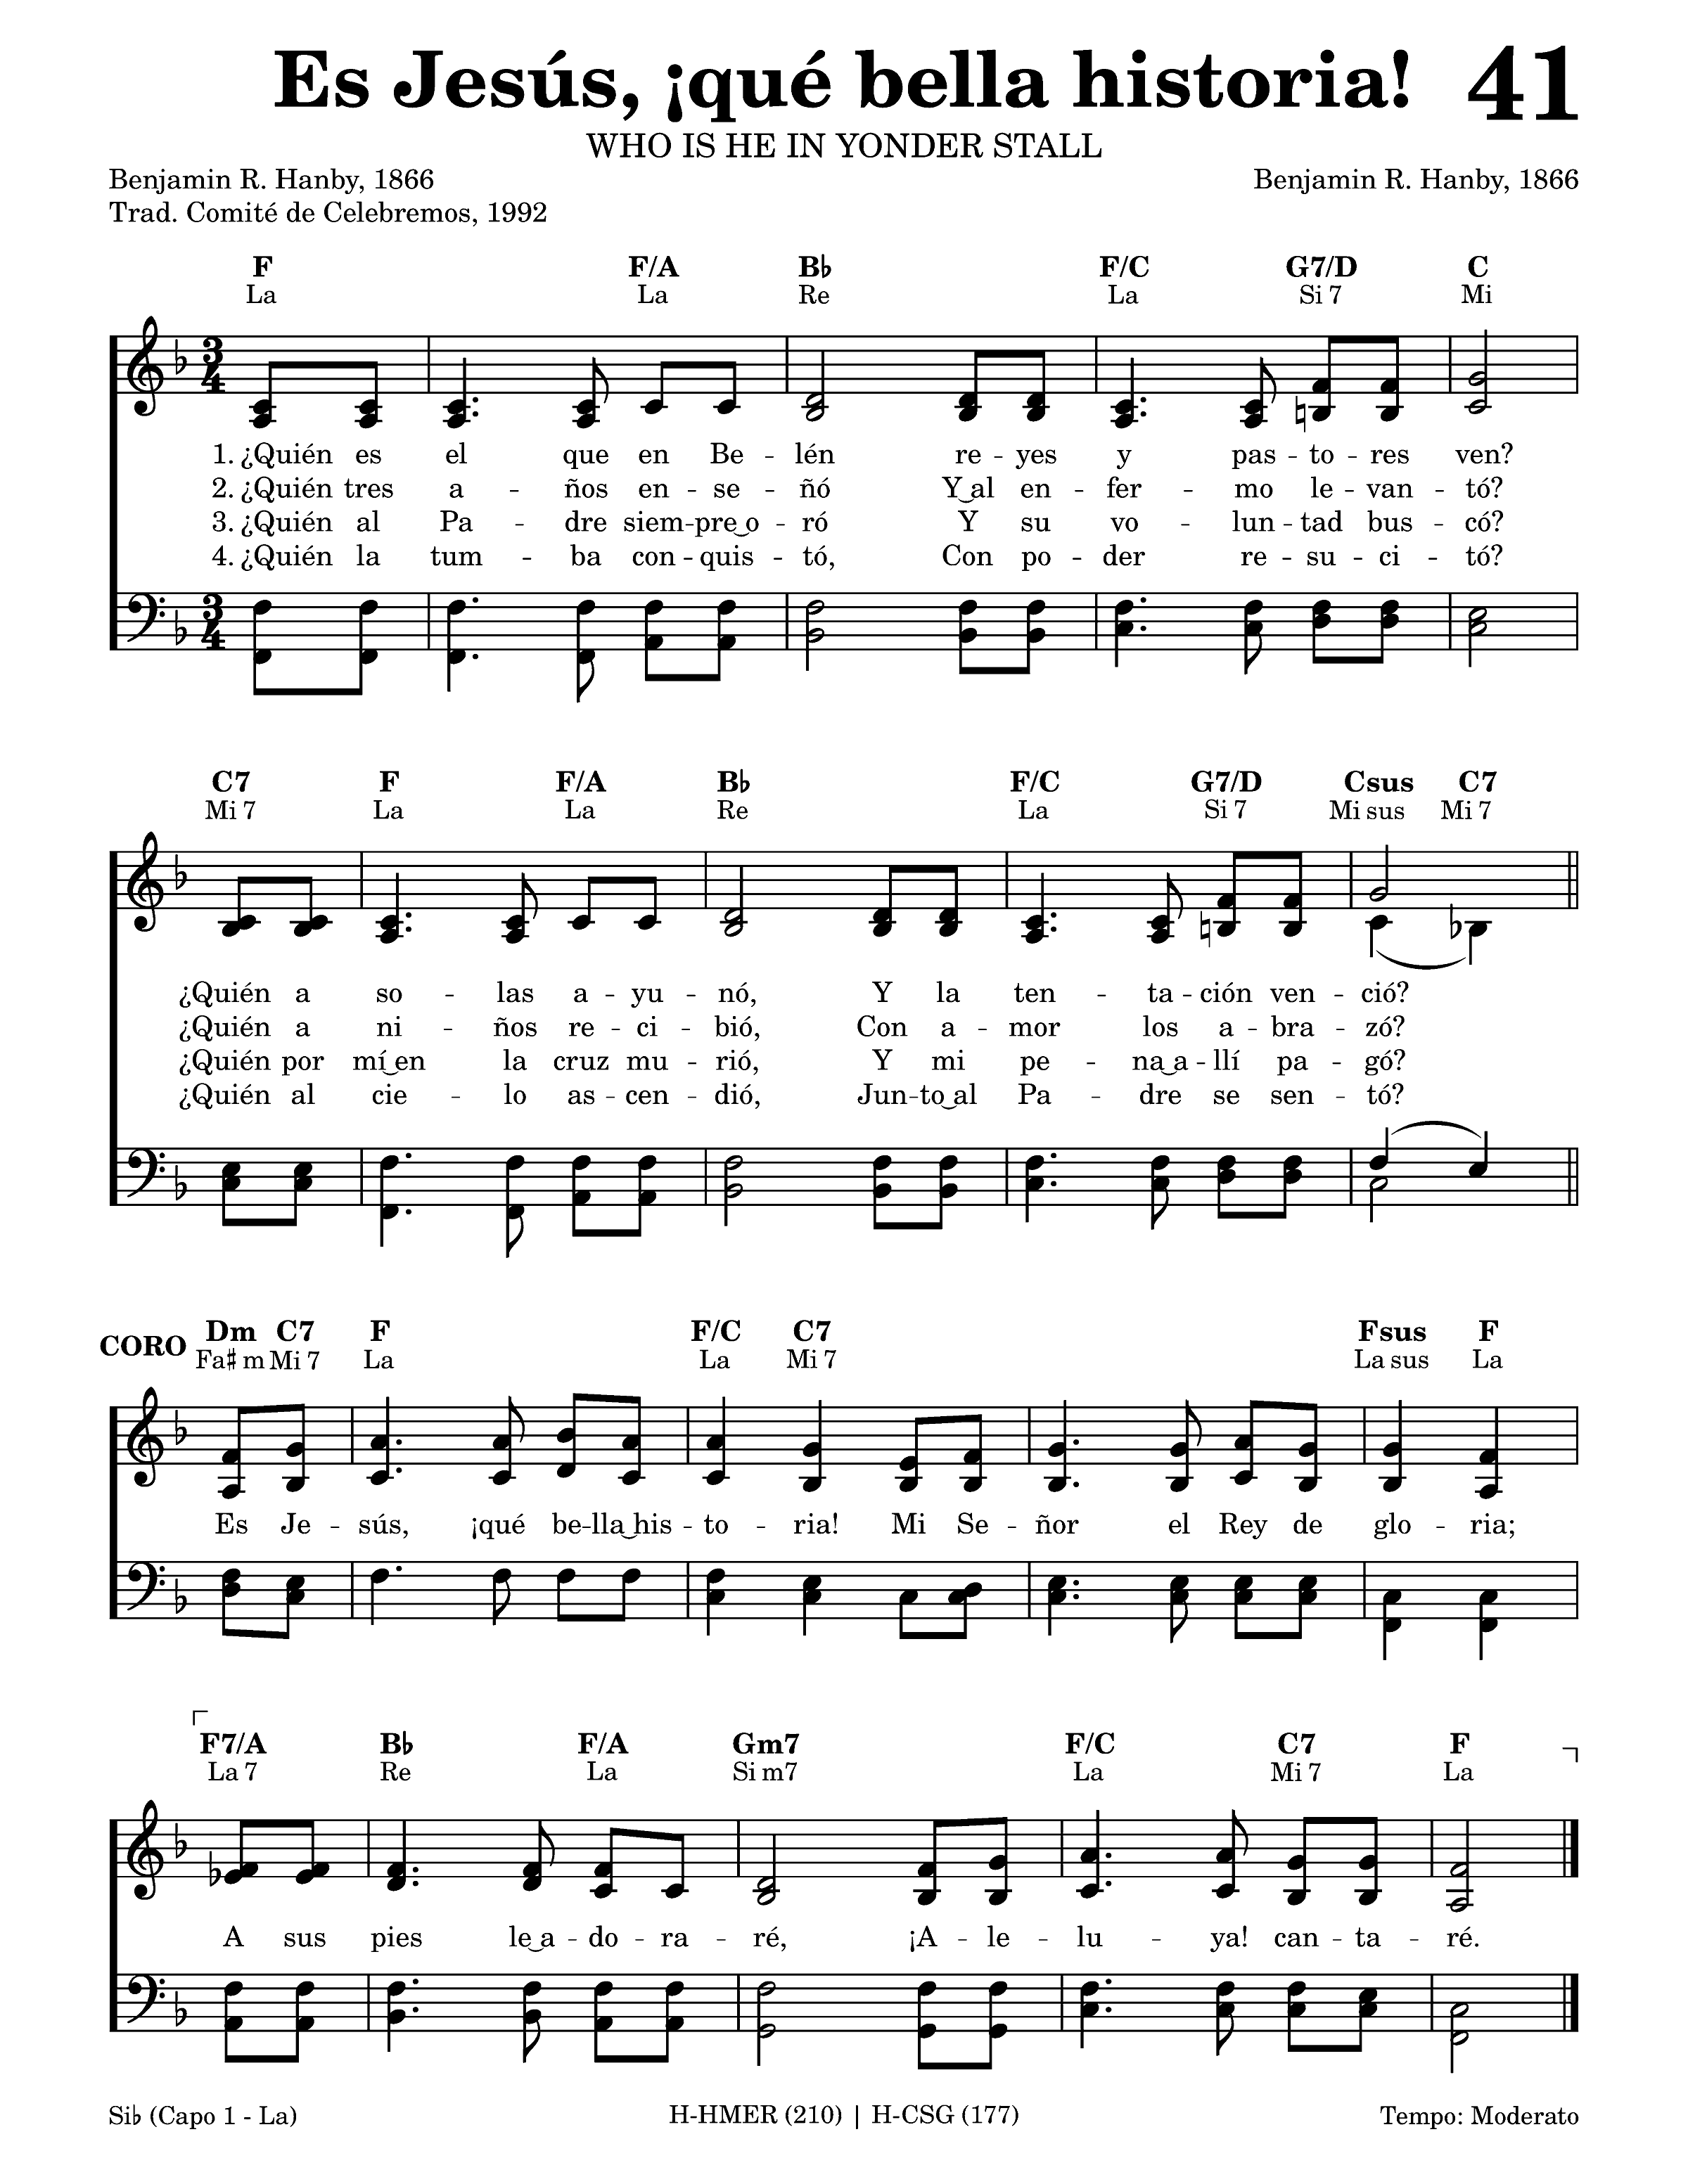 Es Jesús, ¡qué bella historia! 41
WHO IS HE IN YONDER STALL
Benjamin R. Hanby, 1866 Benjamin R. Hanby, 1866
Trad. Comité de Celebremos, 1992
F F/A B♭ F/C G7/D C
La La Re La Si 7 Mi
1. ¿Quién es el que en Be - lén re - yes y pas - to - res ven?
2. ¿Quién tres a - ños en - se - ñó Y‿al en - fer - mo le - van - tó?
3. ¿Quién al Pa - dre siem - pre‿o - ró Y su vo - lun - tad bus - có?
4. ¿Quién la tum - ba con - quis - tó, Con po - der re - su - ci - tó?
C7 F F/A B♭ F/C G7/D Csus C7
Mi 7 La La Re La Si 7 Mi sus Mi 7
¿Quién a so - las a - yu - nó, Y la ten - ta - ción ven - ció?
¿Quién a ni - ños re - ci - bió, Con a - mor los a - bra - zó?
¿Quién por mí‿en la cruz mu - rió, Y mi pe - na‿a - llí pa - gó?
¿Quién al cie - lo as - cen - dió, Jun - to‿al Pa - dre se sen - tó?
CORO Dm C7 F F/C C7 Fsus F
Fa♯ m Mi 7 La La Mi 7 La sus La
Es Je - sús, ¡qué be - lla‿his - to - ria! Mi Se - ñor el Rey de glo - ria;
F7/A B♭ F/A Gm7 F/C C7 F
La 7 Re La Si m7 La Mi 7 La
A sus pies le‿a - do - ra - ré, ¡A - le - lu - ya! can - ta - ré.
Si♭ (Capo 1 - La) H-HMER (210) | H-CSG (177) Tempo: Moderato